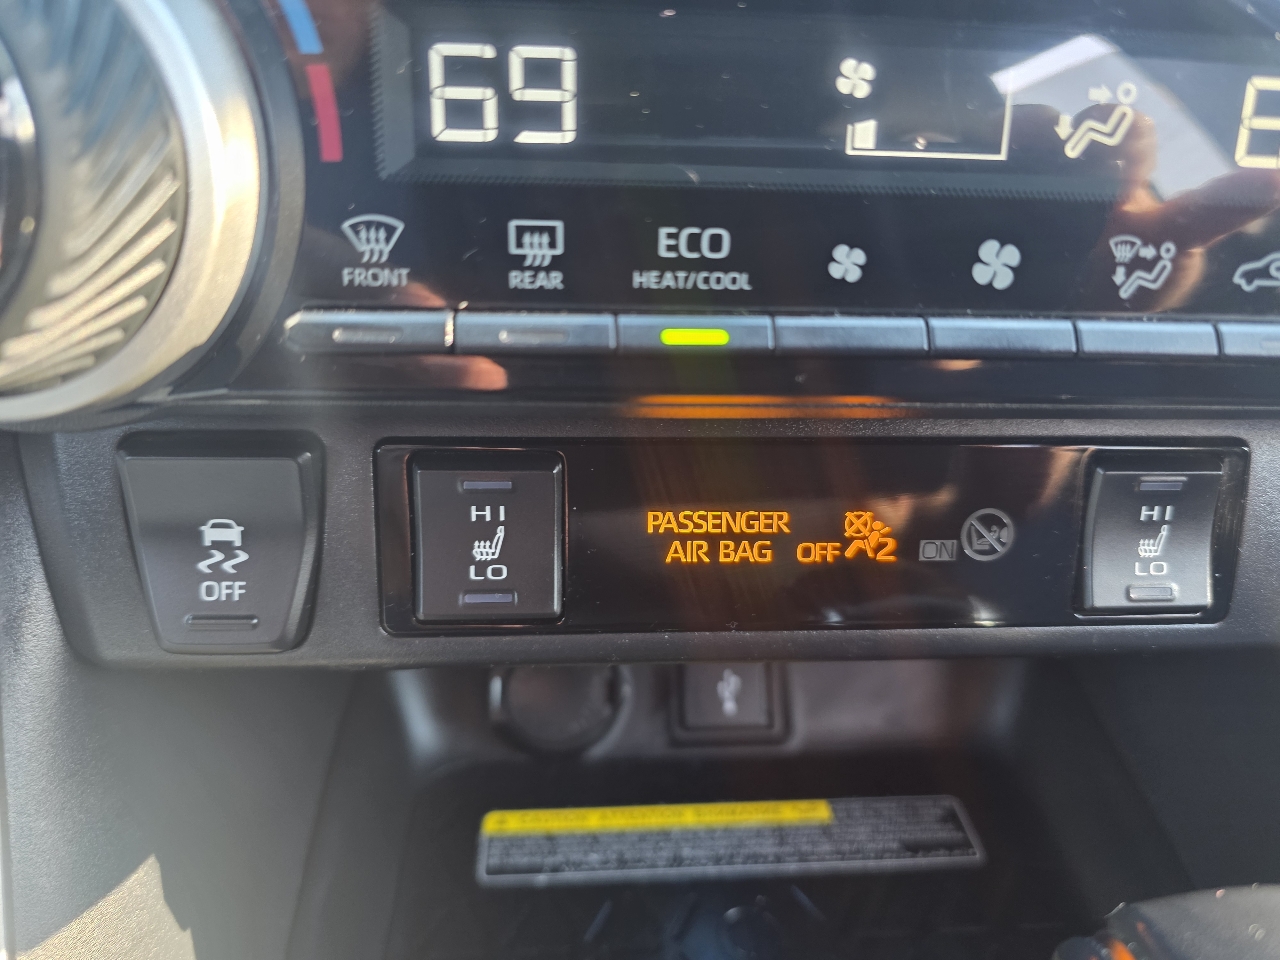 69
FRONT
REAR
ECO
HEAT/COOL
OFF
HI
LO
PASSENGER
AIR BAG OFF 2 ON
HI
LO